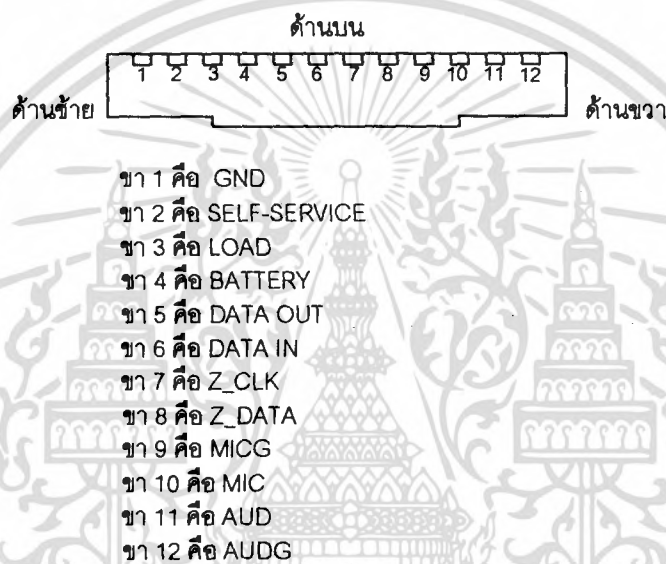 ด้านบน
1 2 3 4 5 6 7 8 9 10 11 12
ด้านซ้าย ด้านขวา
ขา 1 คือ GND
ขา 2 คือ SELF-SERVICE
ขา 3 คือ LOAD
ขา 4 คือ BATTERY
ขา 5 คือ DATA OUT
ขา 6 คือ DATA IN
ขา 7 คือ Z_CLK
ขา 8 คือ Z_DATA
ขา 9 คือ MICG
ขา 10 คือ MIC
ขา 11 คือ AUD
ขา 12 คือ AUDG